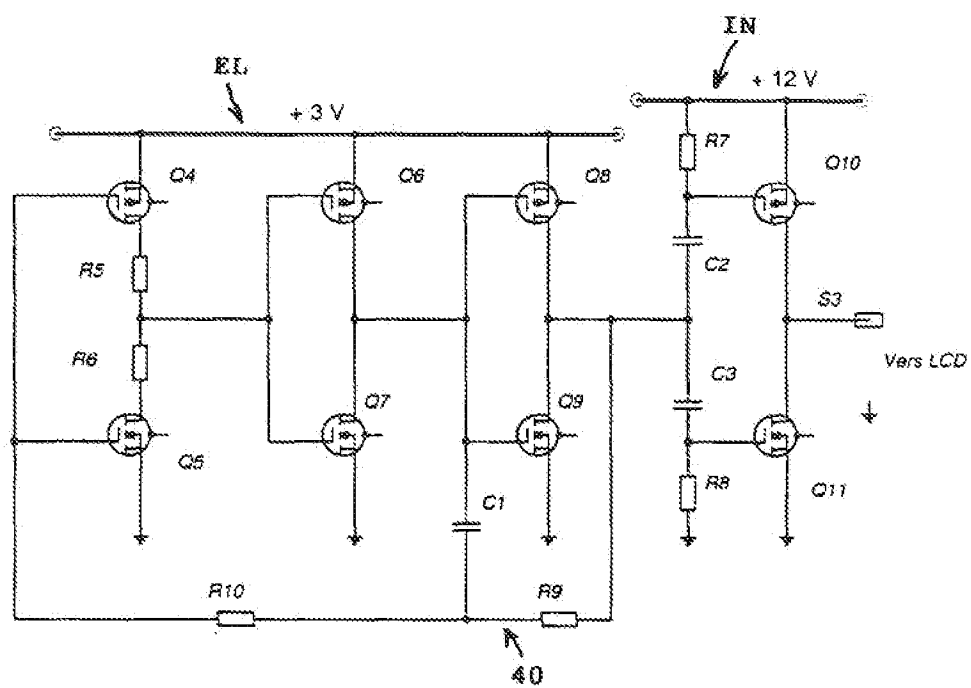 IN
EL
+ 12 V
+ 3 V
R7
Q4
Q6
Q8
Q10
R5
C2
S3
R6
C3
Vers LCD
Q7
Q9
Q5
R8
Q11
C1
R10
R9
40